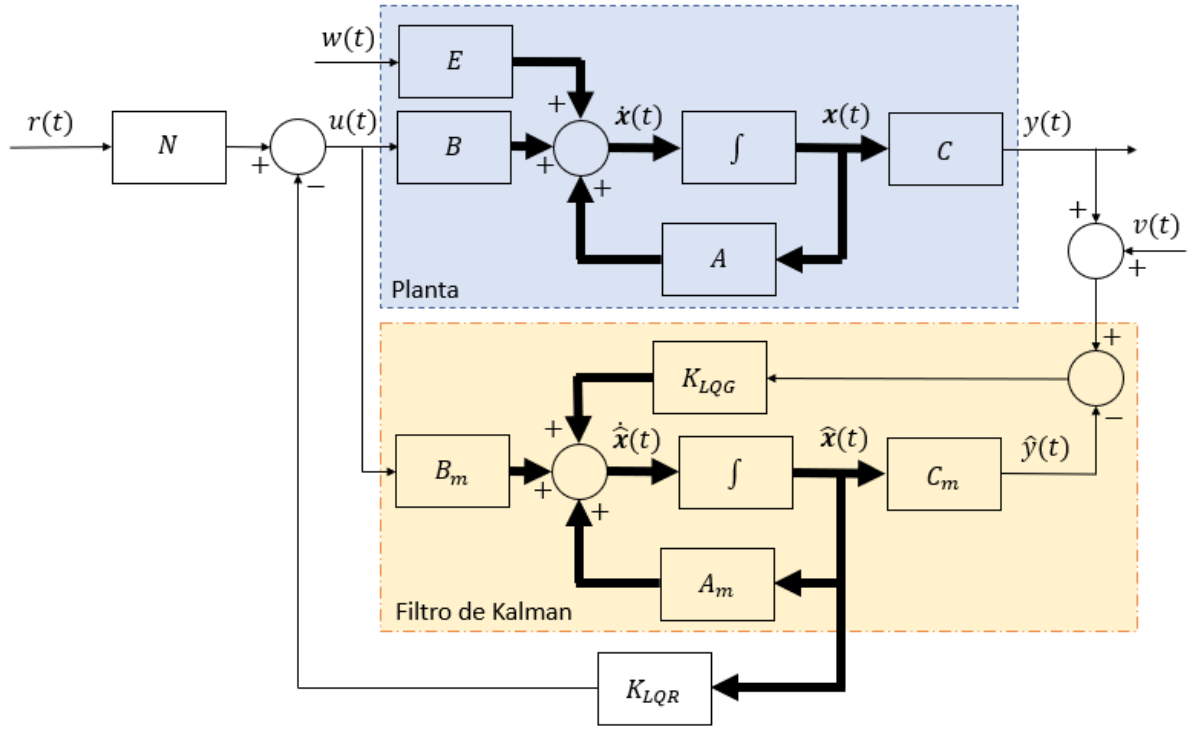 w(t)
E
r(t)
N
+
−
u(t)
B
+
+
+
ẋ(t)
∫
x(t)
C
y(t)
A
Planta
+
v(t)
+
+
−
K_LQG
B_m
+
+
+
x̂̇(t)
∫
x̂(t)
C_m
ŷ(t)
A_m
Filtro de Kalman
K_LQR